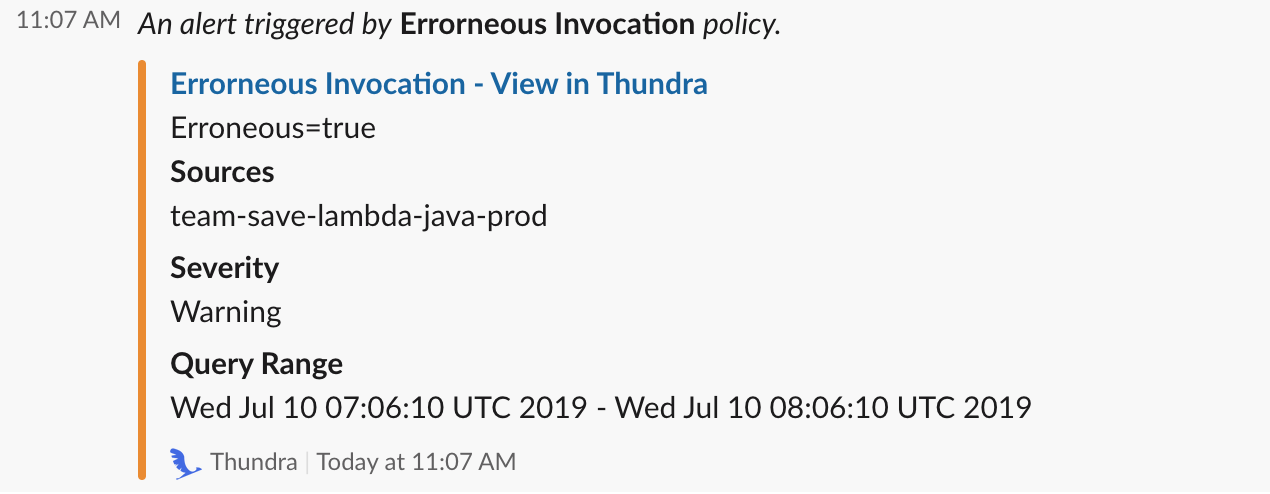 11:07 AM An alert triggered by Errorneous Invocation policy.
Errorneous Invocation - View in Thundra
Erroneous=true
Sources
team-save-lambda-java-prod
Severity
Warning
Query Range
Wed Jul 10 07:06:10 UTC 2019 - Wed Jul 10 08:06:10 UTC 2019
Thundra | Today at 11:07 AM